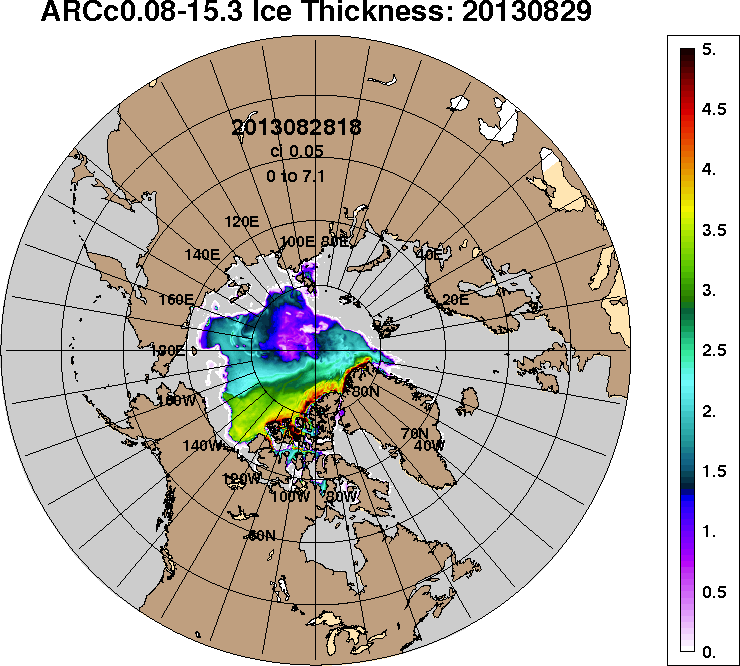 ARCc0.08-15.3 Ice Thickness: 20130829
2013082818
ci 0.05
0 to 7.1
120E
100E
80E
140E
40E
160E
20E
180E
160W
80N
70N
140W
40W
120W
100W
80W
60N
5.
4.5
4.
3.5
3.
2.5
2.
1.5
1.
0.5
0.